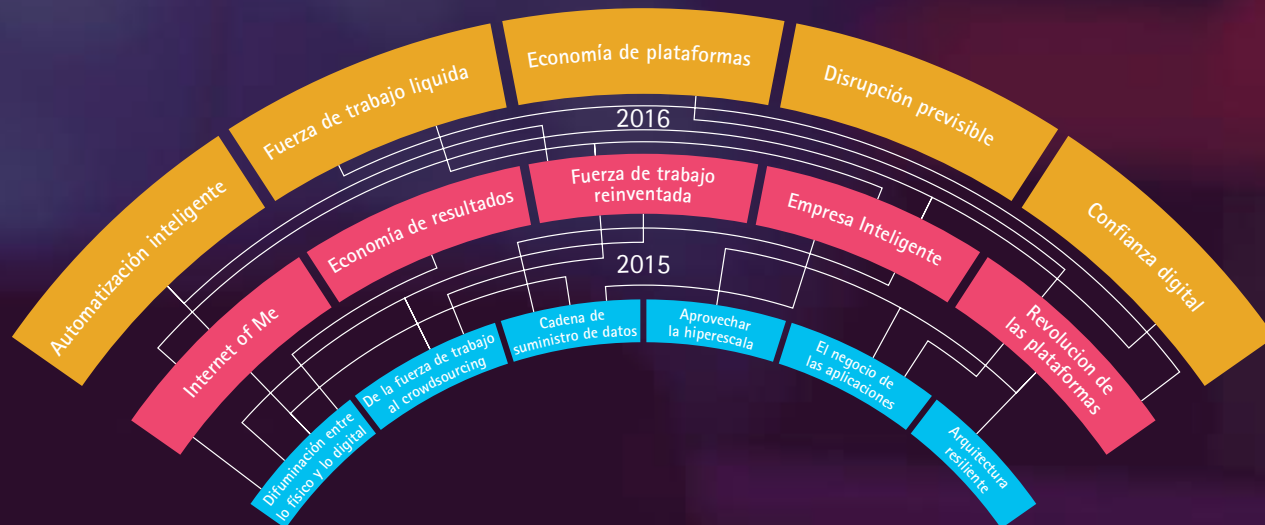 Automatización inteligente
Fuerza de trabajo liquida
Economía de plataformas
Disrupción previsible
Confianza digital
2016
Internet of Me
Economía de resultados
Fuerza de trabajo
reinventada
Empresa Inteligente
Revolucion de
las plataformas
2015
Difuminación entre
lo físico y lo digital
De la fuerza de trabajo
al crowdsourcing
Cadena de
suministro de datos
Aprovechar
la hiperescala
El negocio de
las aplicaciones
Arquitectura
resiliente